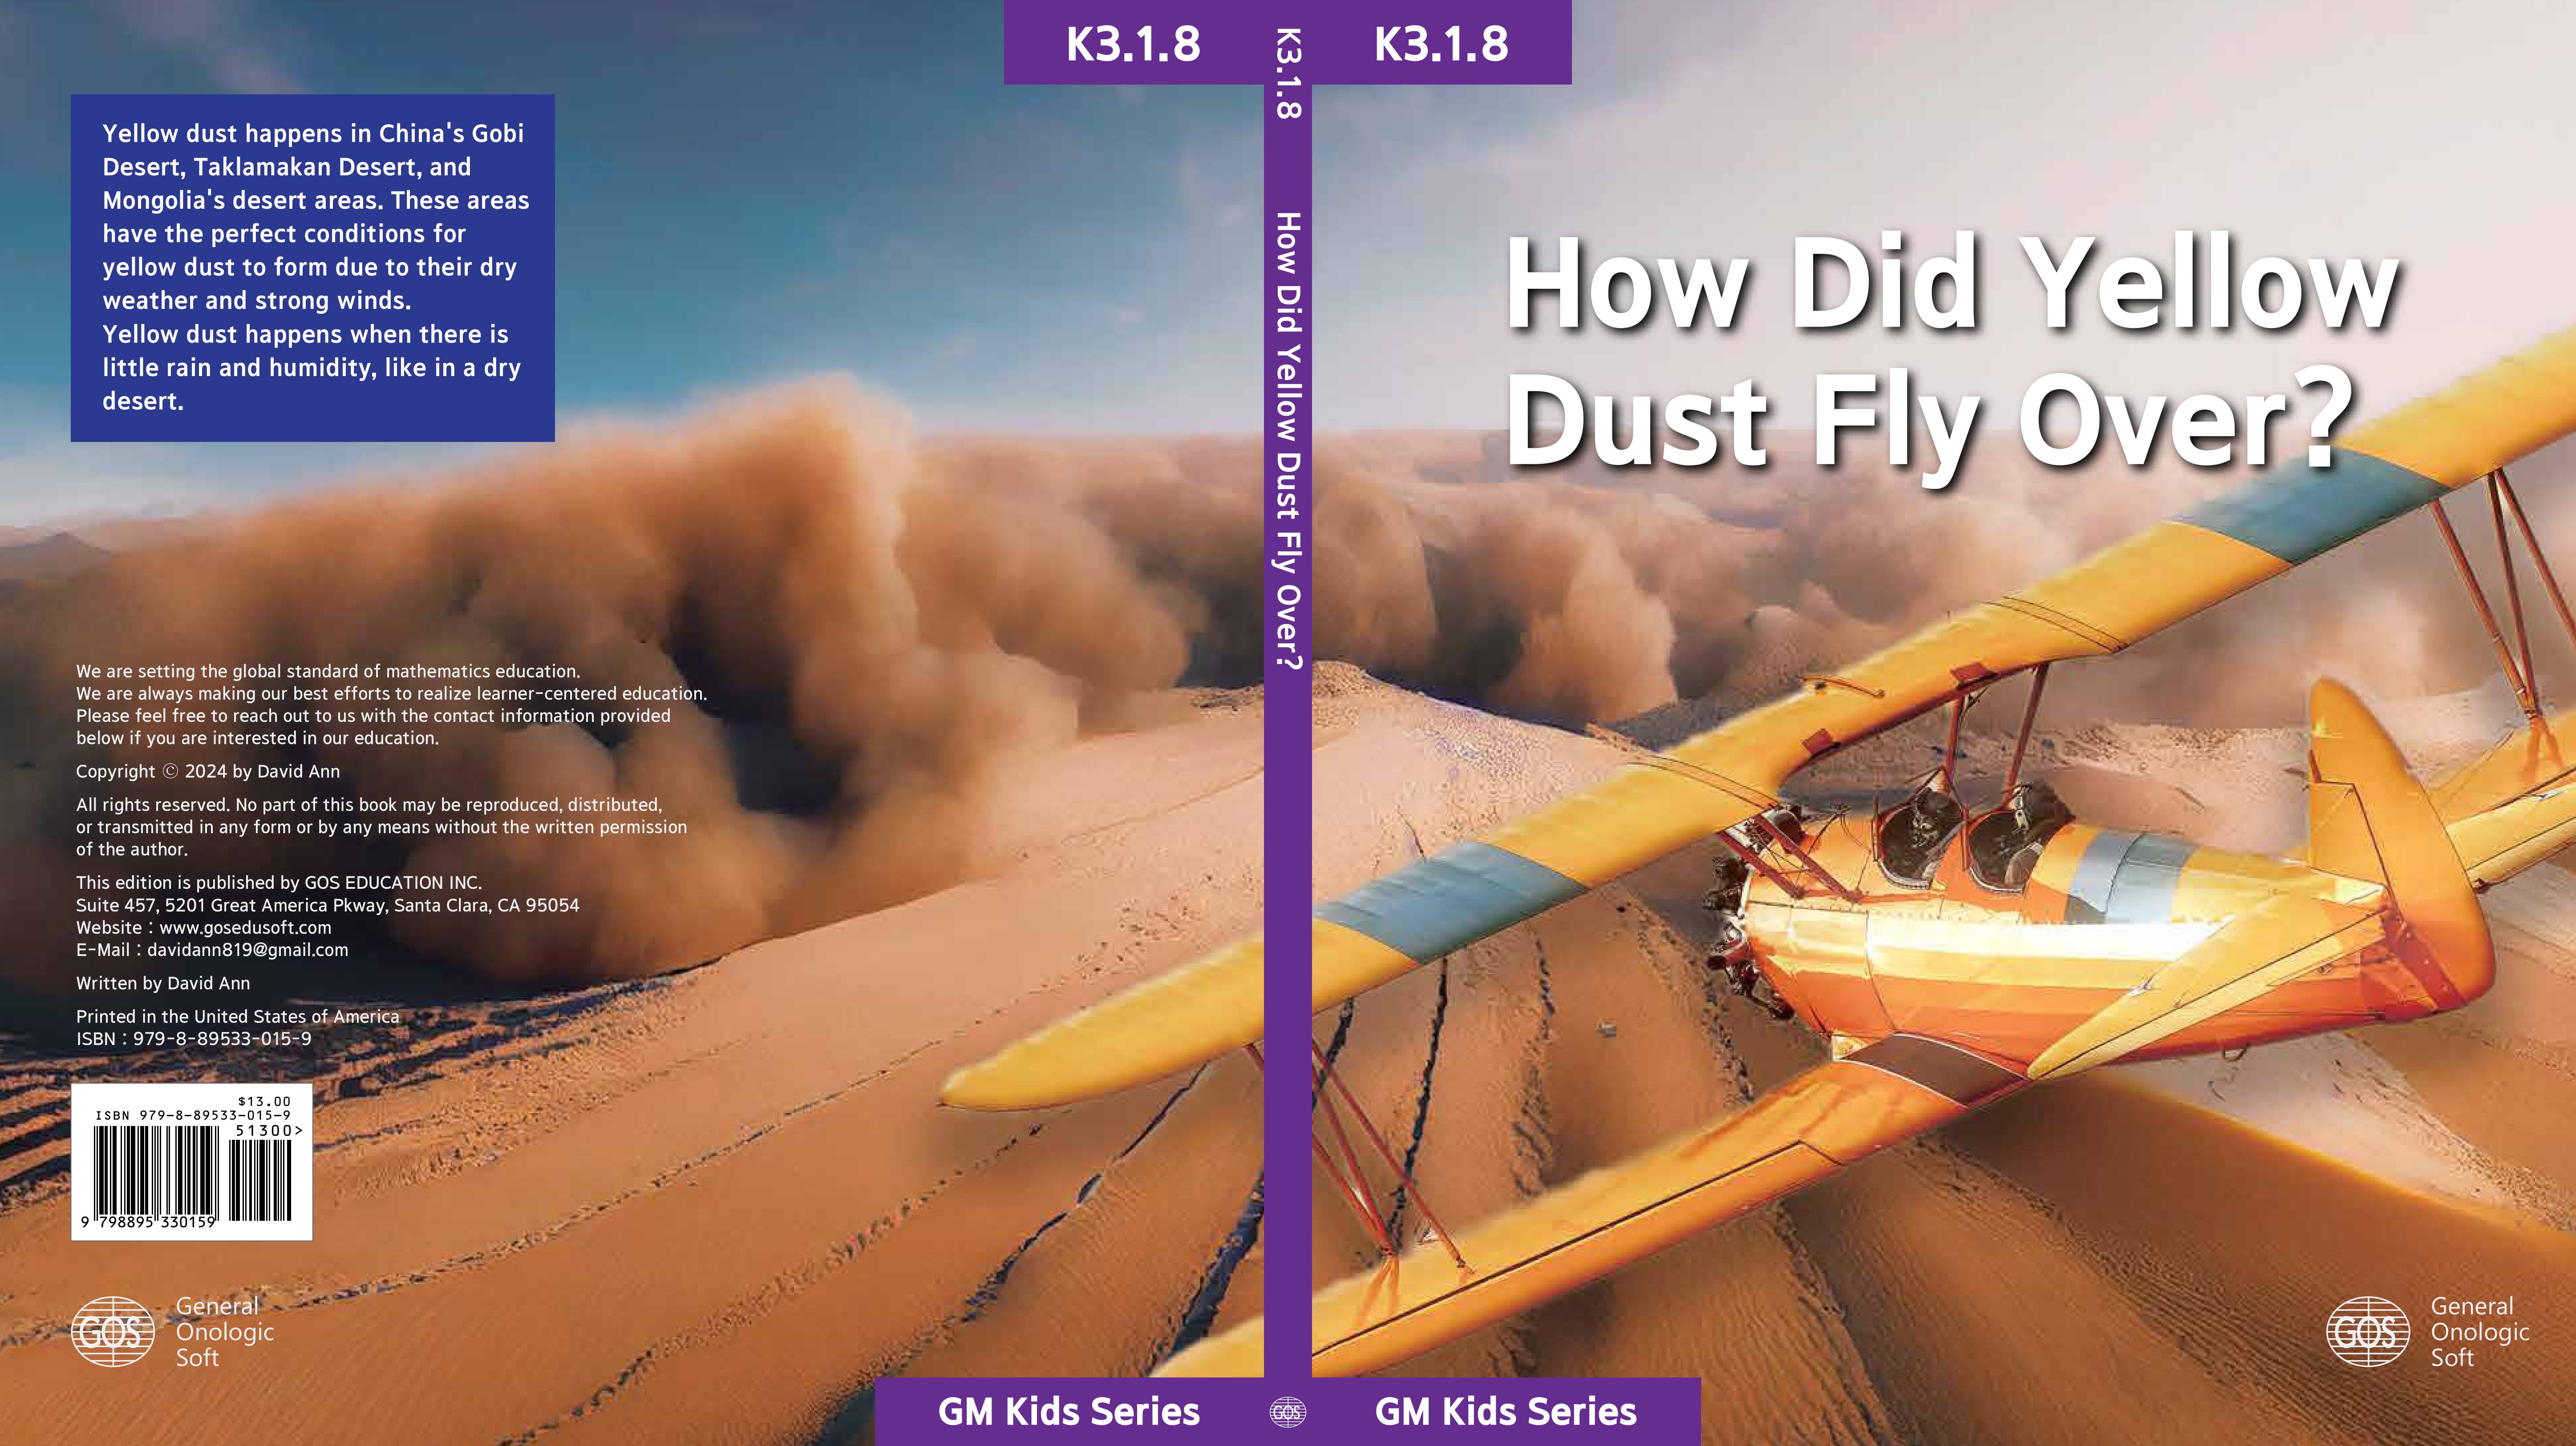 K3.1.8
Yellow dust happens in China's Gobi
Desert, Taklamakan Desert, and
Mongolia's desert areas. These areas
have the perfect conditions for
yellow dust to form due to their dry
weather and strong winds.
Yellow dust happens when there is
little rain and humidity, like in a dry
desert.
We are setting the global standard of mathematics education.
We are always making our best efforts to realize learner-centered education.
Please feel free to reach out to us with the contact information provided
below if you are interested in our education.
Copyright © 2024 by David Ann
All rights reserved. No part of this book may be reproduced, distributed,
or transmitted in any form or by any means without the written permission
of the author.
This edition is published by GOS EDUCATION INC.
Suite 457, 5201 Great America Pkway, Santa Clara, CA 95054
Website : www.gosedusoft.com
E-Mail : davidann819@gmail.com
Written by David Ann
Printed in the United States of America
ISBN : 979-8-89533-015-9
$13.00
ISBN 979-8-89533-015-9
51300>
9 798895 330159
GOS
General
Onologic
Soft
GM Kids Series
K3.1.8
How Did Yellow Dust Fly Over?
GOS
K3.1.8
How Did Yellow
Dust Fly Over?
GOS
General
Onologic
Soft
GM Kids Series